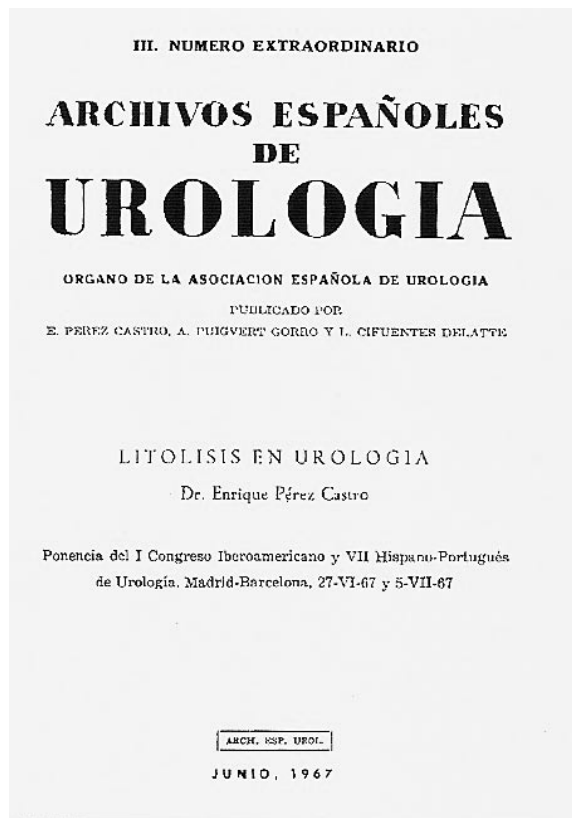 III. NUMERO EXTRAORDINARIO
ARCHIVOS ESPAÑOLES
DE
UROLOGIA
ORGANO DE LA ASOCIACION ESPAÑOLA DE UROLOGIA
PUBLICADO POR
E. PEREZ CASTRO, A. PUIGVERT GORRO Y L. CIFUENTES DELATTE
LITOLISIS EN UROLOGIA
Dr. Enrique Pérez Castro
Ponencia del I Congreso Iberoamericano y VII Hispano-Portugués
de Urología. Madrid-Barcelona, 27-VI-67 y 5-VII-67
ARCH. ESP. UROL.
JUNIO, 1967